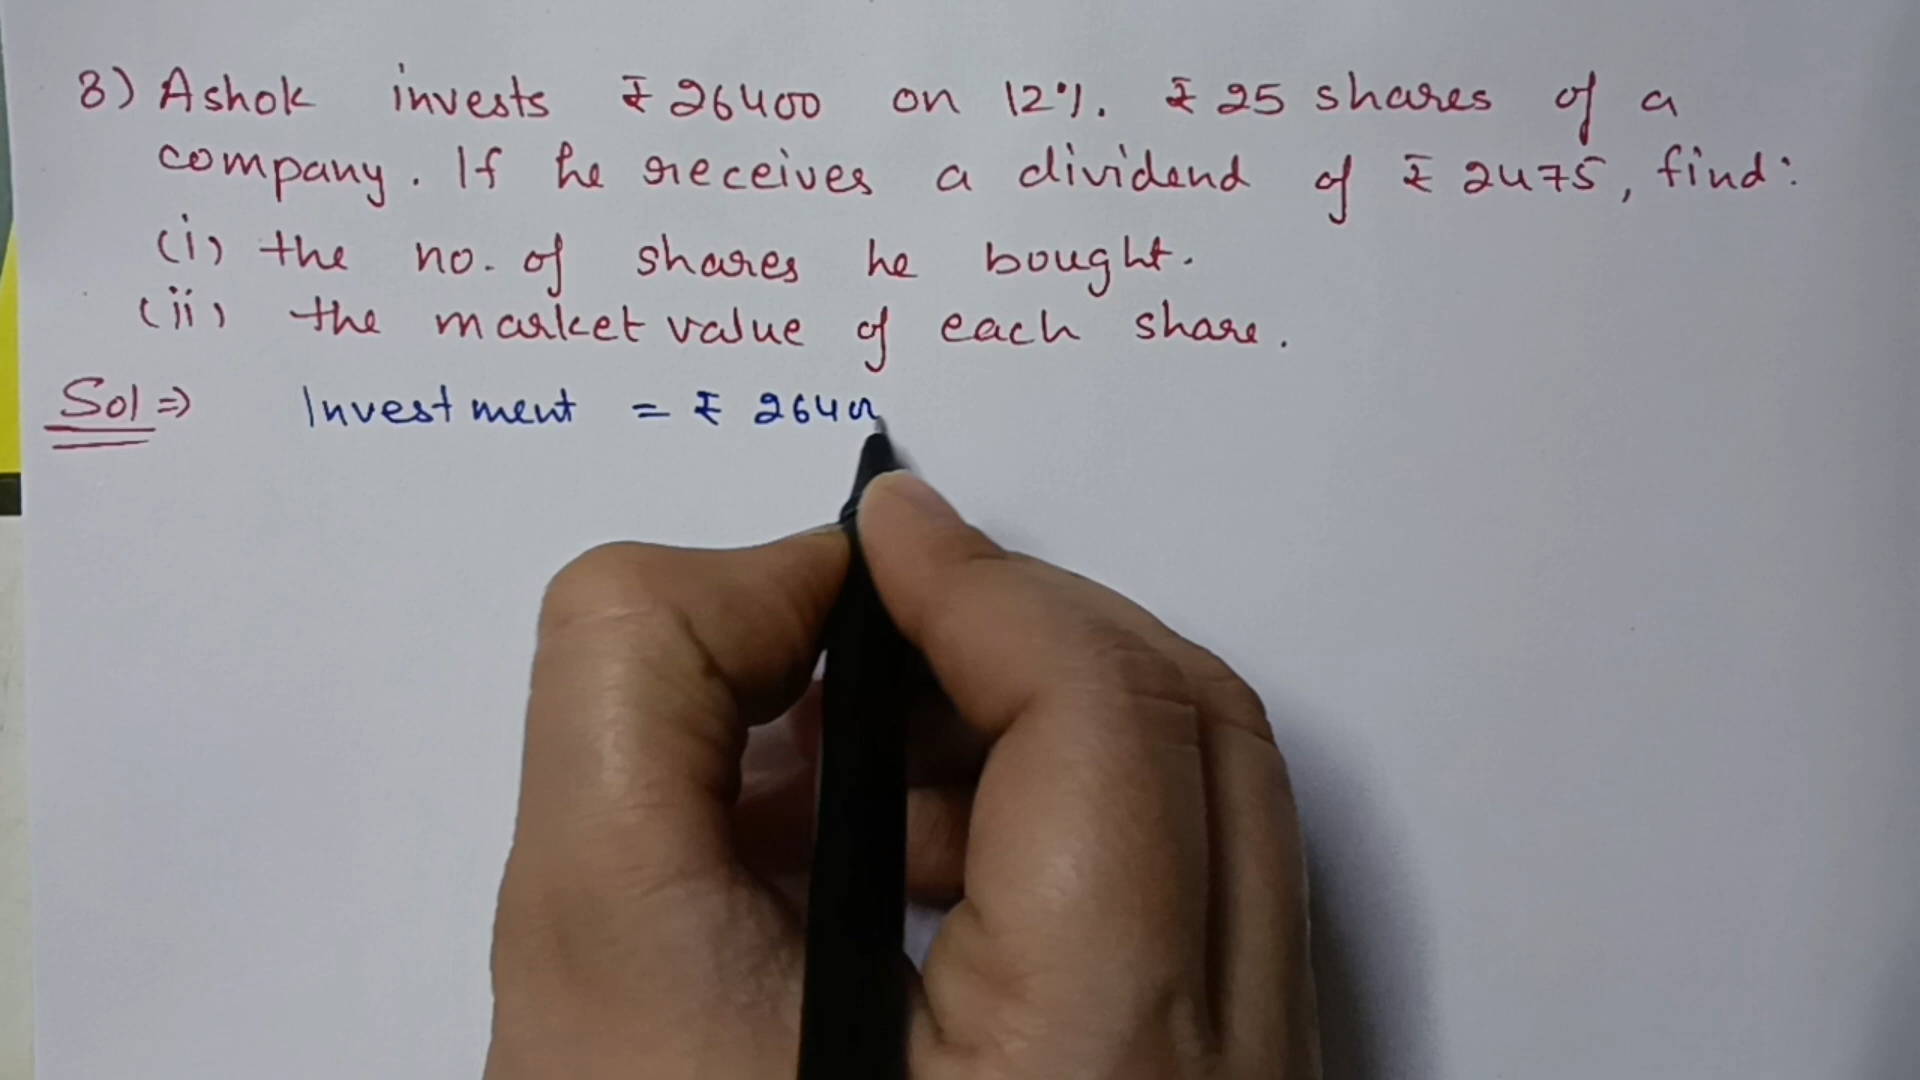 8) Ashok invests ₹ 26400 on 12%. ₹ 25 shares of a
company. If he receives a dividend of ₹ 2475, find:
(i) the no. of shares he bought.
(ii) the market value of each share.
Sol ⇒ Investment = ₹ 2640